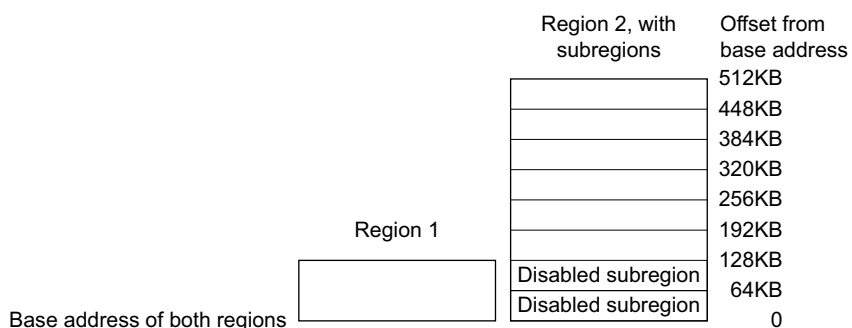 Region 2, with
subregions
Offset from
base address
512KB
448KB
384KB
320KB
256KB
192KB
Region 1
128KB
Disabled subregion
64KB
Disabled subregion
Base address of both regions
0